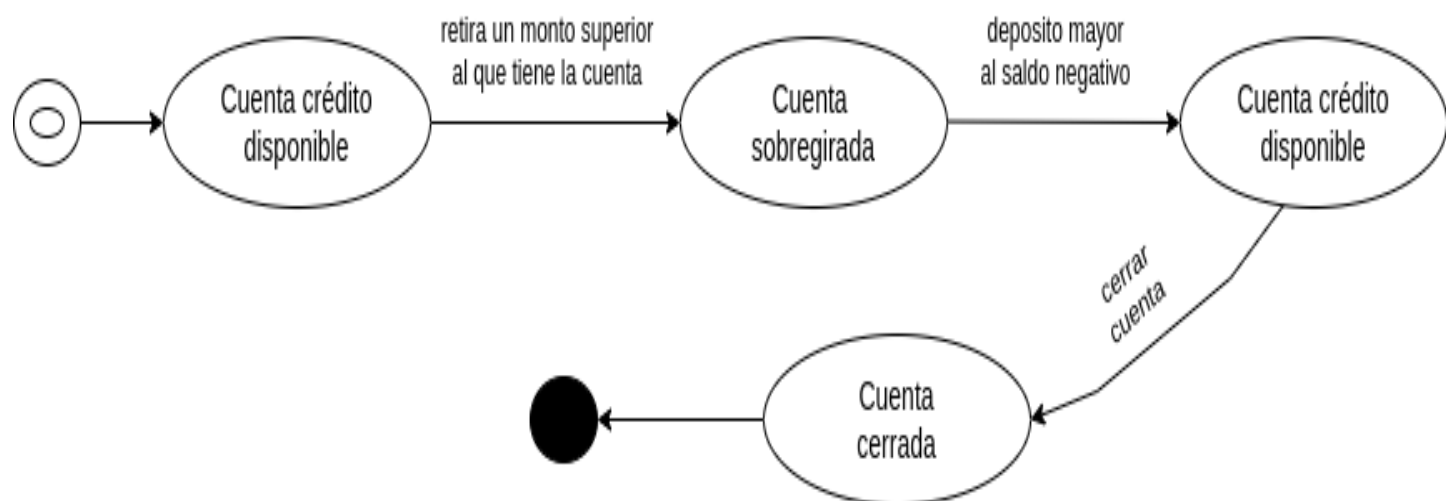 retira un monto superior
al que tiene la cuenta
deposito mayor
al saldo negativo
Cuenta crédito
disponible
Cuenta
sobregirada
Cuenta crédito
disponible
cerrar
cuenta
Cuenta
cerrada